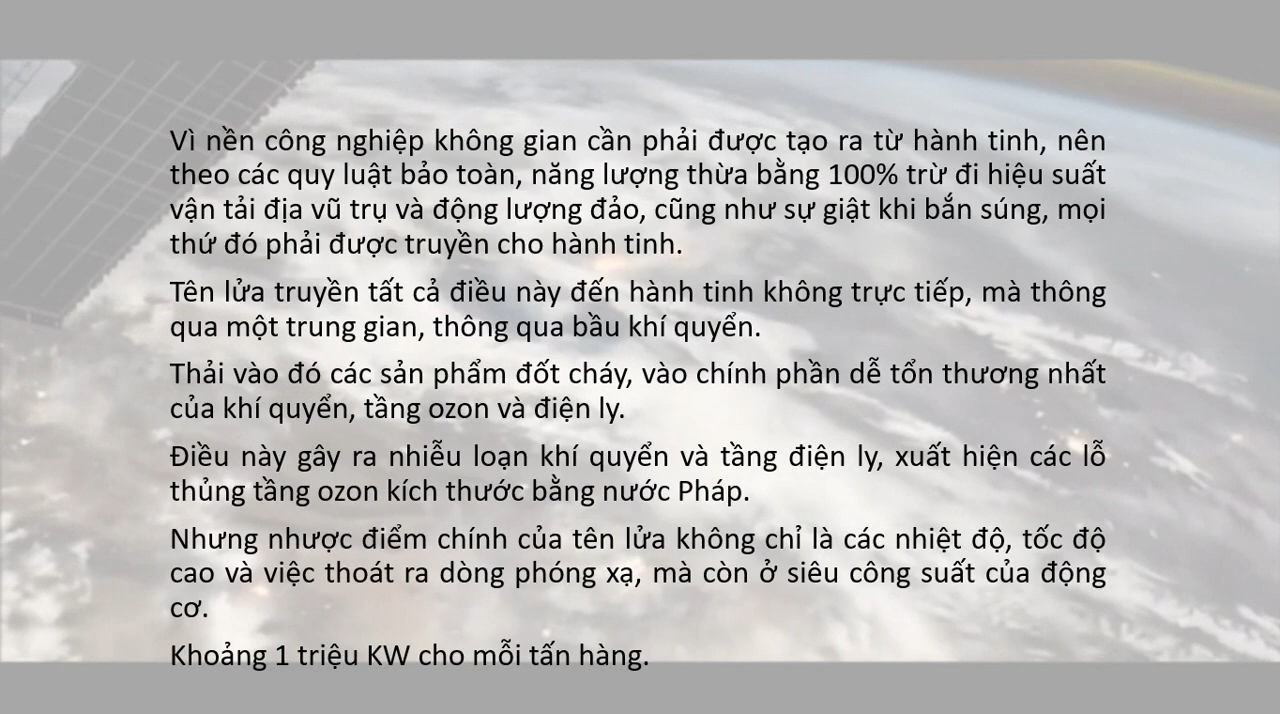 Vì nền công nghiệp không gian cần phải được tạo ra từ hành tinh, nên
theo các quy luật bảo toàn, năng lượng thừa bằng 100% trừ đi hiệu suất
vận tải địa vũ trụ và động lượng đảo, cũng như sự giật khi bắn súng, mọi
thứ đó phải được truyền cho hành tinh.
Tên lửa truyền tất cả điều này đến hành tinh không trực tiếp, mà thông
qua một trung gian, thông qua bầu khí quyển.
Thải vào đó các sản phẩm đốt cháy, vào chính phần dễ tổn thương nhất
của khí quyển, tầng ozon và điện ly.
Điều này gây ra nhiễu loạn khí quyển và tầng điện ly, xuất hiện các lỗ
thủng tầng ozon kích thước bằng nước Pháp.
Nhưng nhược điểm chính của tên lửa không chỉ là các nhiệt độ, tốc độ
cao và việc thoát ra dòng phóng xạ, mà còn ở siêu công suất của động
cơ.
Khoảng 1 triệu KW cho mỗi tấn hàng.